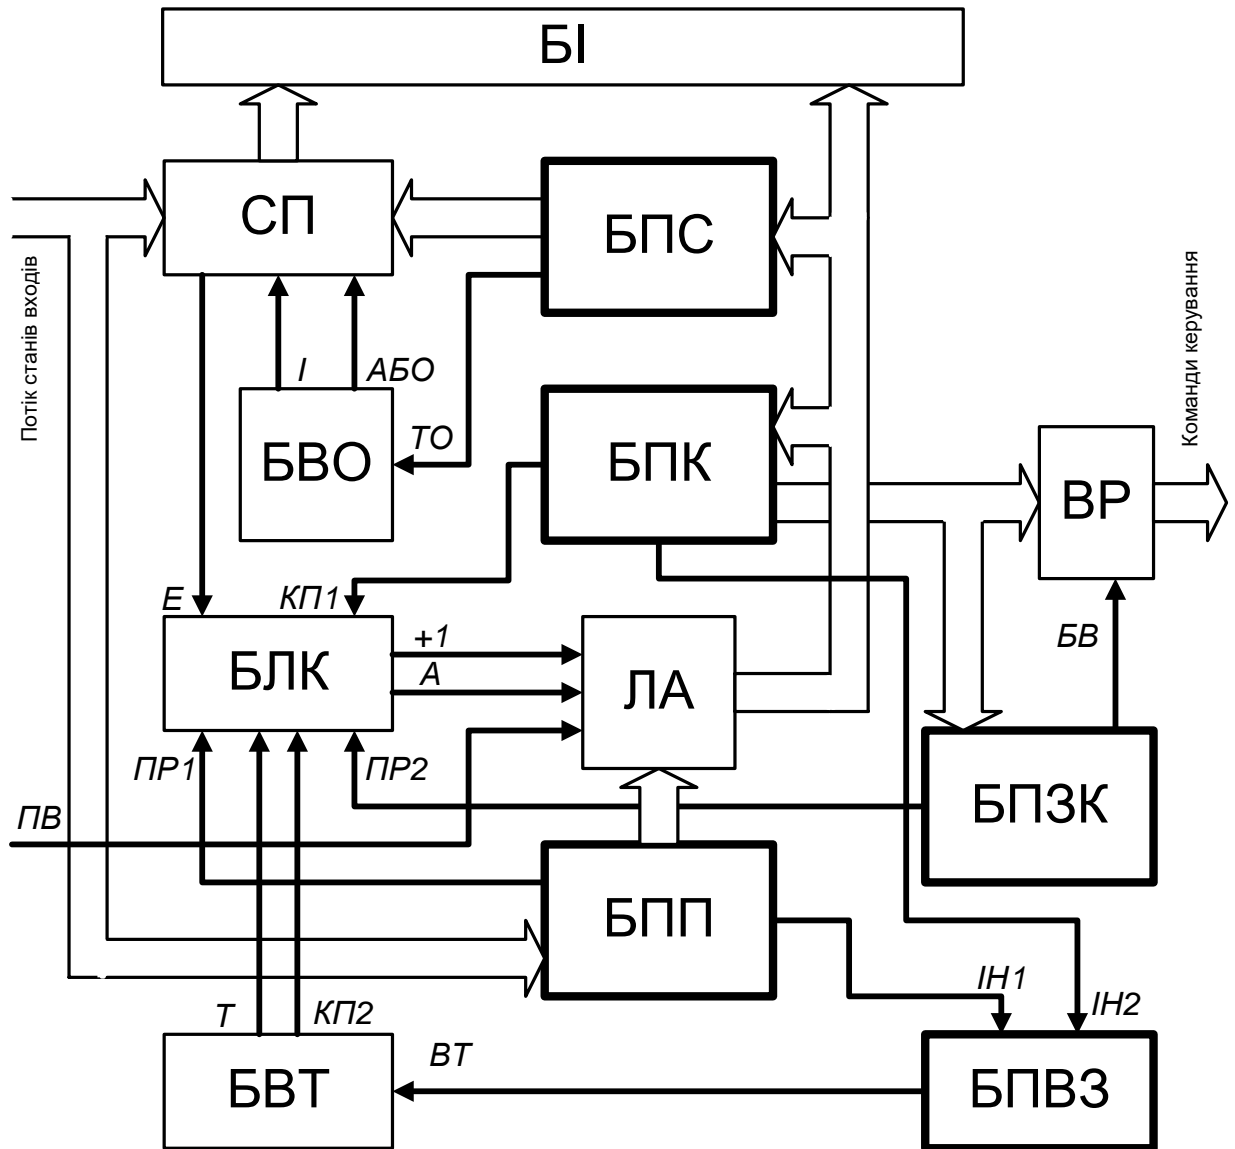 БІ
СП
БПС
Потік станів входів
Команди керування
І
АБО
БВО
ТО
БПК
ВР
Е
КП1
БЛК
+1
А
ЛА
БВ
ПР1
ПР2
ПВ
БПЗК
БПП
Т
КП2
ІН1
ІН2
БВТ
ВТ
БПВЗ